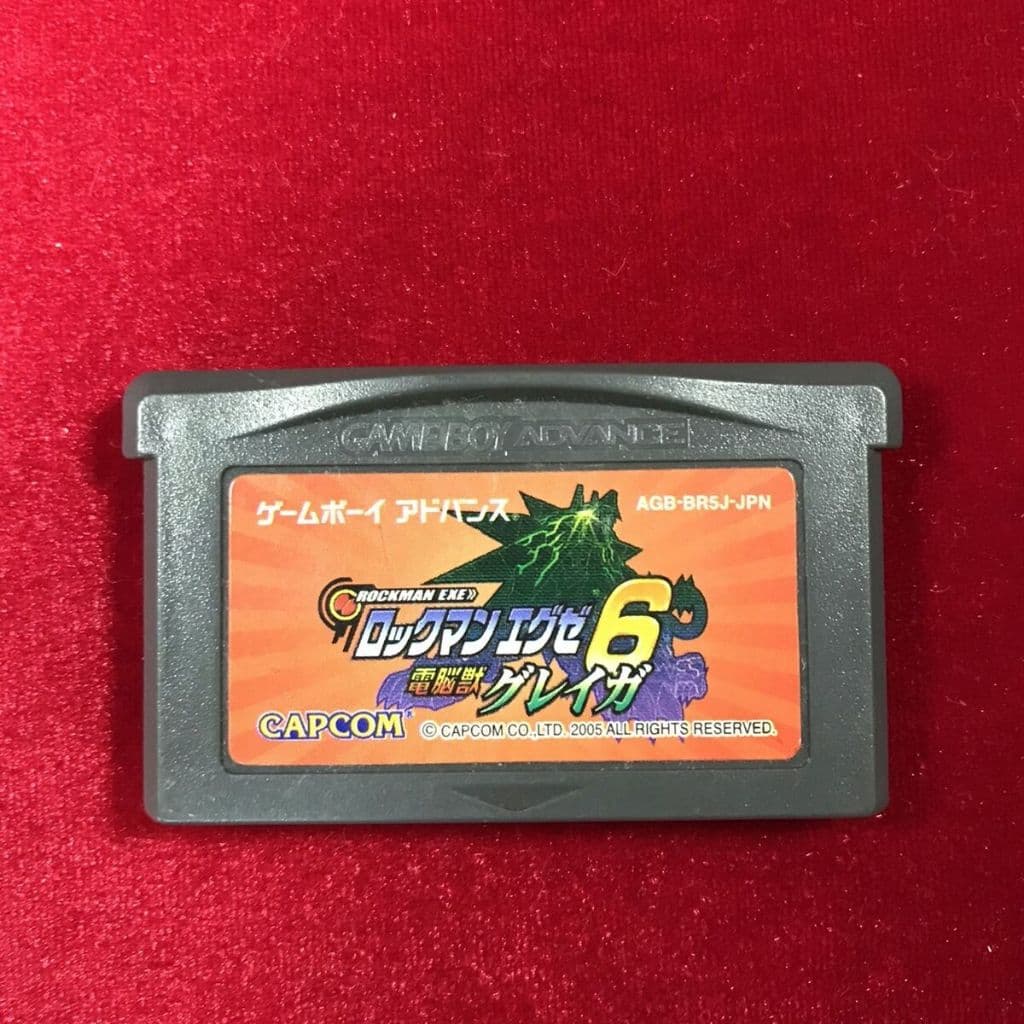 GAME BOY ADVANCE
ゲームボーイ アドバンス®
AGB-BR5J-JPN
ROCKMAN EXE
ロックマン エグゼ6
電脳獣 グレイガ
CAPCOM®
© CAPCOM CO., LTD. 2005 ALL RIGHTS RESERVED.